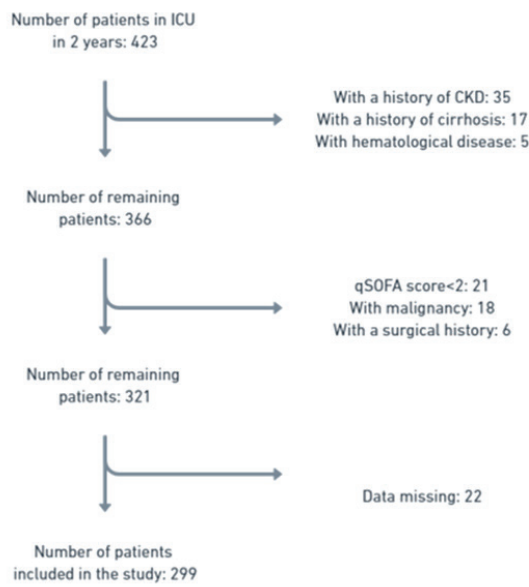 Number of patients in ICU
in 2 years: 423
With a history of CKD: 35
With a history of cirrhosis: 17
With hematological disease: 5
Number of remaining
patients: 366
qSOFA score<2: 21
With malignancy: 18
With a surgical history: 6
Number of remaining
patients: 321
Data missing: 22
Number of patients
included in the study: 299